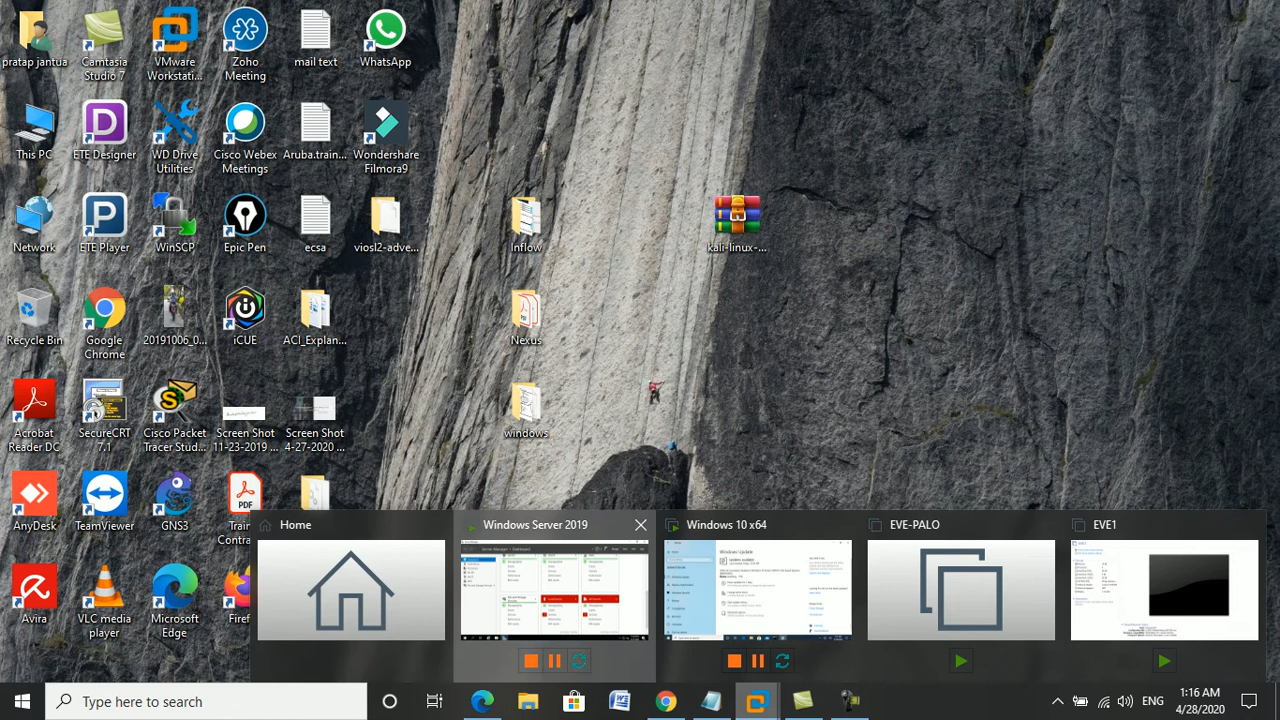 pratap jantua
Camtasia
Studio 7
VMware
Workstati...
Zoho
Meeting
mail text
WhatsApp
This PC
ETE Designer
WD Drive
Utilities
Cisco Webex
Meetings
Aruba.train...
Wondershare
Filmora9
Network
ETE Player
WinSCP
Epic Pen
ecsa
viosl2-adve...
Inflow
kali-linux-...
Recycle Bin
Google
Chrome
20191006_0...
iCUE
ACI_Explan...
Nexus
Acrobat
Reader DC
SecureCRT
7.1
Cisco Packet
Tracer Stud...
Screen Shot
11-23-2019 ...
Screen Shot
4-27-2020 ...
windows
AnyDesk
TeamViewer
GNS3
PDF
Train
Contra
Home
Windows Server 2019
Windows 10 x64
EVE-PALO
EVE
Avira
VLC media
player
Microsoft
Edge
Firef
Windows Update
Type here to search
ENG
1:16 AM
4/28/2020